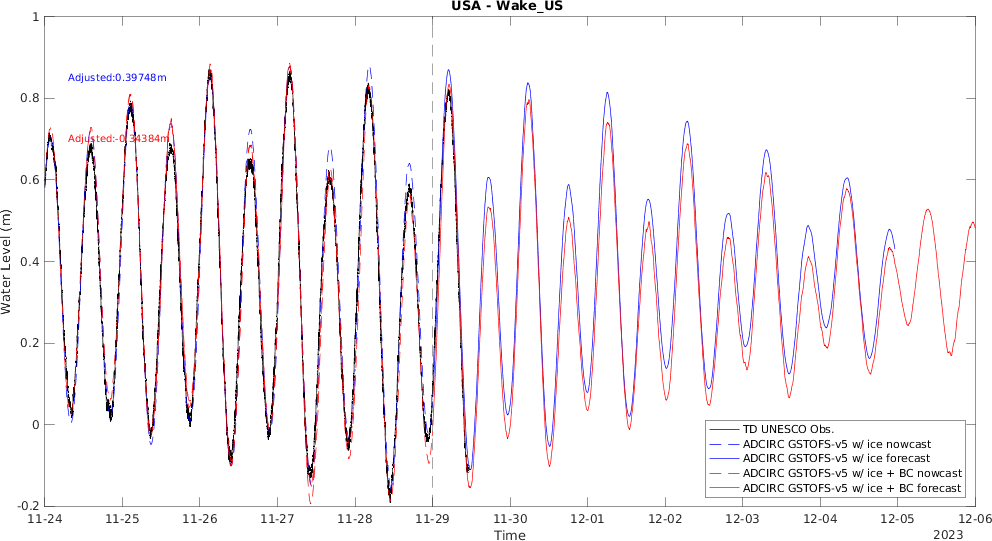 USA - Wake_US
1
0.8
0.6
0.4
0.2
0
-0.2
Water Level (m)
Adjusted:0.39748m
Adjusted:-0.34384m
TD UNESCO Obs.
ADCIRC GSTOFS-v5 w/ ice nowcast
ADCIRC GSTOFS-v5 w/ ice forecast
ADCIRC GSTOFS-v5 w/ ice + BC nowcast
ADCIRC GSTOFS-v5 w/ ice + BC forecast
11-24 11-25 11-26 11-27 11-28 11-29 11-30 12-01 12-02 12-03 12-04 12-05 12-06
Time
2023